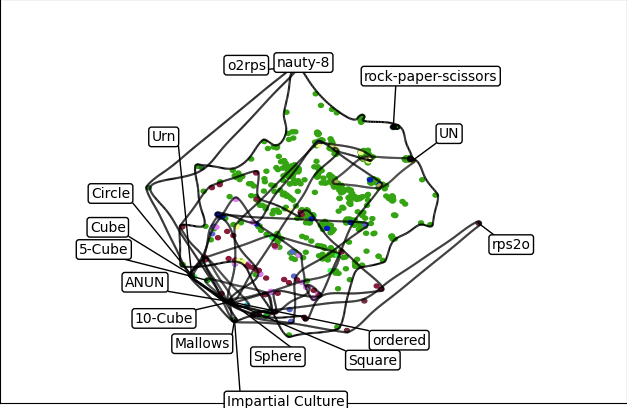 o2rps
nauty-8
rock-paper-scissors
Urn
UN
Circle
Cube
5-Cube
rps2o
ANUN
10-Cube
Mallows
ordered
Sphere
Square
Impartial Culture